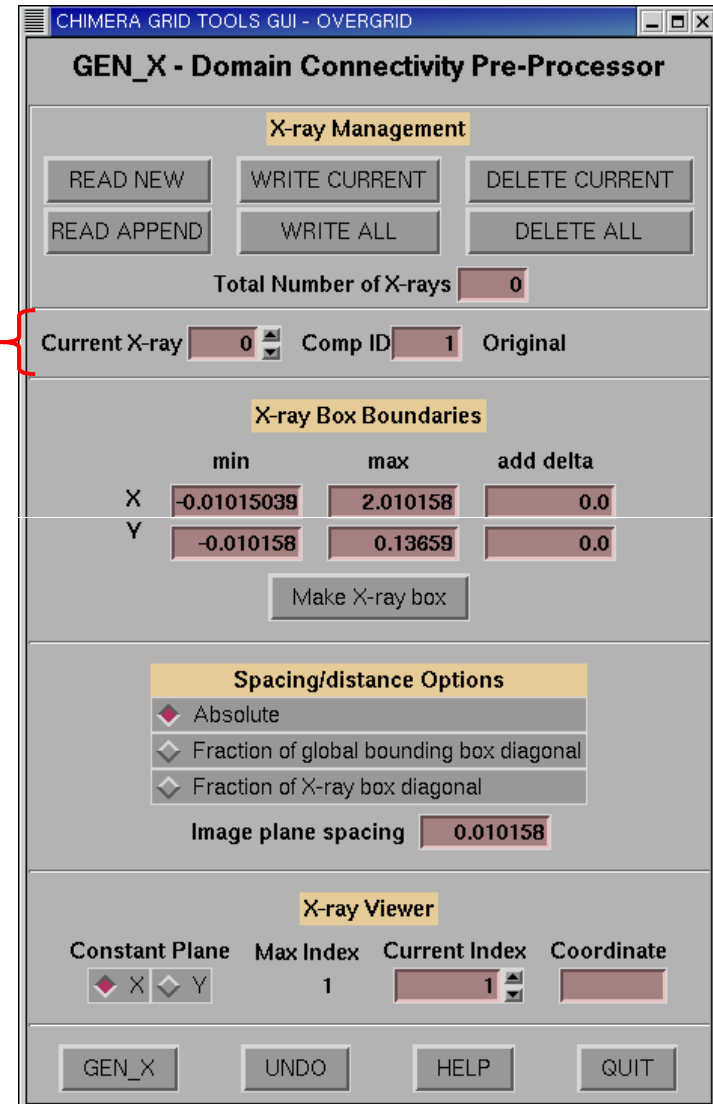 CHIMERA GRID TOOLS GUI - OVERGRID
GEN_X - Domain Connectivity Pre-Processor
X-ray Management
READ NEW WRITE CURRENT DELETE CURRENT
READ APPEND WRITE ALL DELETE ALL
Total Number of X-rays 0
Current X-ray 0 Comp ID 1 Original
X-ray Box Boundaries
min max add delta
X -0.01015039 2.010158 0.0
Y -0.010158 0.13659 0.0
Make X-ray box
Spacing/distance Options
Absolute
Fraction of global bounding box diagonal
Fraction of X-ray box diagonal
Image plane spacing 0.010158
X-ray Viewer
Constant Plane Max Index Current Index Coordinate
X Y 1 1
GEN_X UNDO HELP QUIT